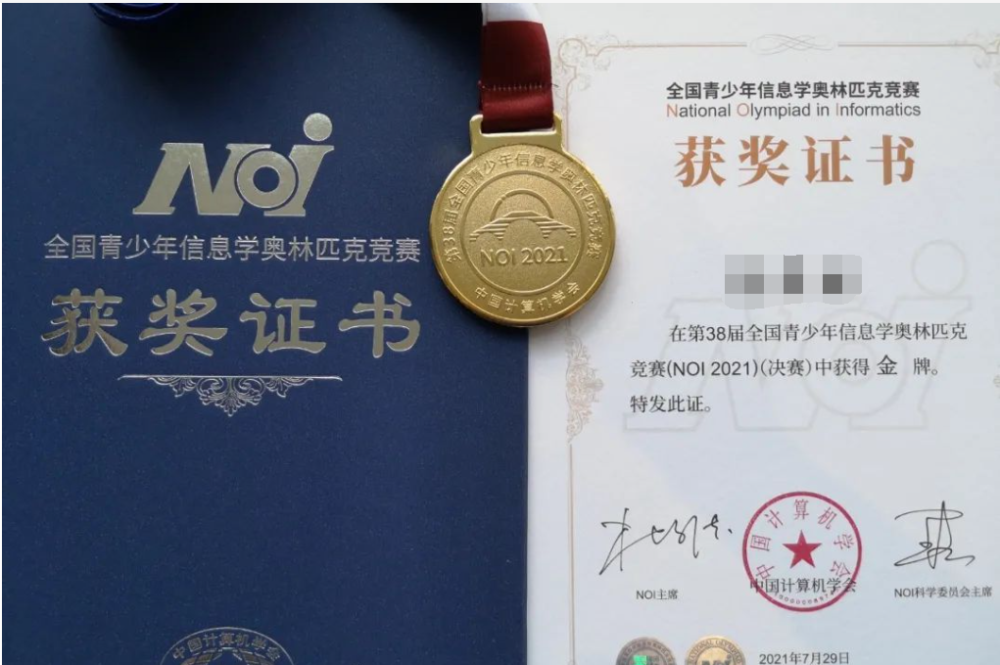 NOI
全国青少年信息学奥林匹克竞赛
获奖证书
中国计算机学会
第38届全国青少年信息学奥林匹克竞赛
NOI 2021
中国计算机学会
全国青少年信息学奥林匹克竞赛
National Olympiad in Informatics
获奖证书
在第38届全国青少年信息学奥林匹克
竞赛(NOI 2021)(决赛)中获得 金 牌。
特发此证。
中国计算机学会
NOI主席
中国计算机学会
NOI科学委员会主席
2021年7月29日